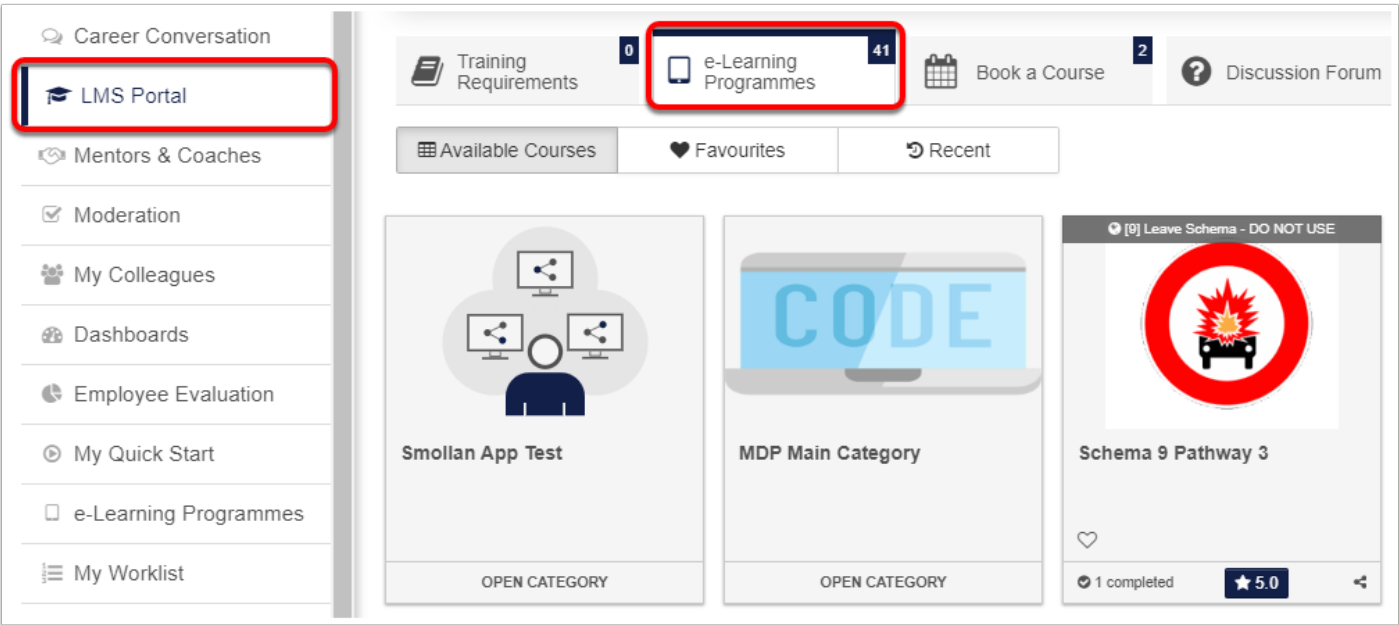 Career Conversation
LMS Portal
Mentors & Coaches
Moderation
My Colleagues
Dashboards
Employee Evaluation
My Quick Start
e-Learning Programmes
My Worklist
Training
Requirements
0
e-Learning
Programmes
41
Book a Course
2
Discussion Forum
Available Courses
Favourites
Recent
CODE
[9] Leave Schema - DO NOT USE
Smollan App Test
MDP Main Category
Schema 9 Pathway 3
OPEN CATEGORY
OPEN CATEGORY
1 completed
5.0